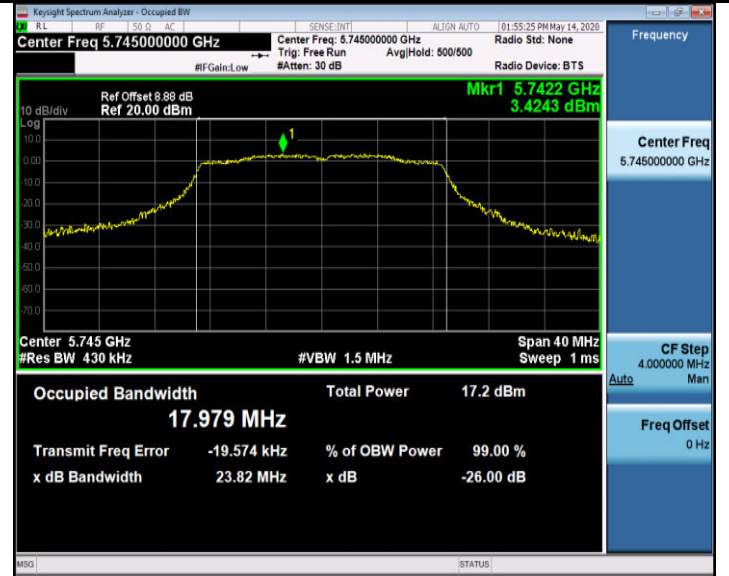 Keysight Spectrum Analyzer - Occupied BW
RL RF 50 Ω AC SENSE:INT ALIGN AUTO 01:55:25 PM May 14, 2020
Center Freq 5.745000000 GHz
Center Freq: 5.745000000 GHz Radio Std: None
Trig: Free Run Avg|Hold: 500/500
#IFGain:Low #Atten: 30 dB Radio Device: BTS
Frequency
Mkr1 5.7422 GHz
3.4243 dBm
Ref Offset 8.88 dB
10 dB/div Ref 20.00 dBm
Log
10.0
0.00
-10.0
-20.0
-30.0
-40.0
-50.0
-60.0
-70.0
1
Center Freq
5.745000000 GHz
Center 5.745 GHz Span 40 MHz
#Res BW 430 kHz #VBW 1.5 MHz Sweep 1 ms
CF Step
4.000000 MHz
Auto Man
Occupied Bandwidth Total Power 17.2 dBm
17.979 MHz
Transmit Freq Error -19.574 kHz % of OBW Power 99.00 %
x dB Bandwidth 23.82 MHz x dB -26.00 dB
Freq Offset
0 Hz
MSG STATUS